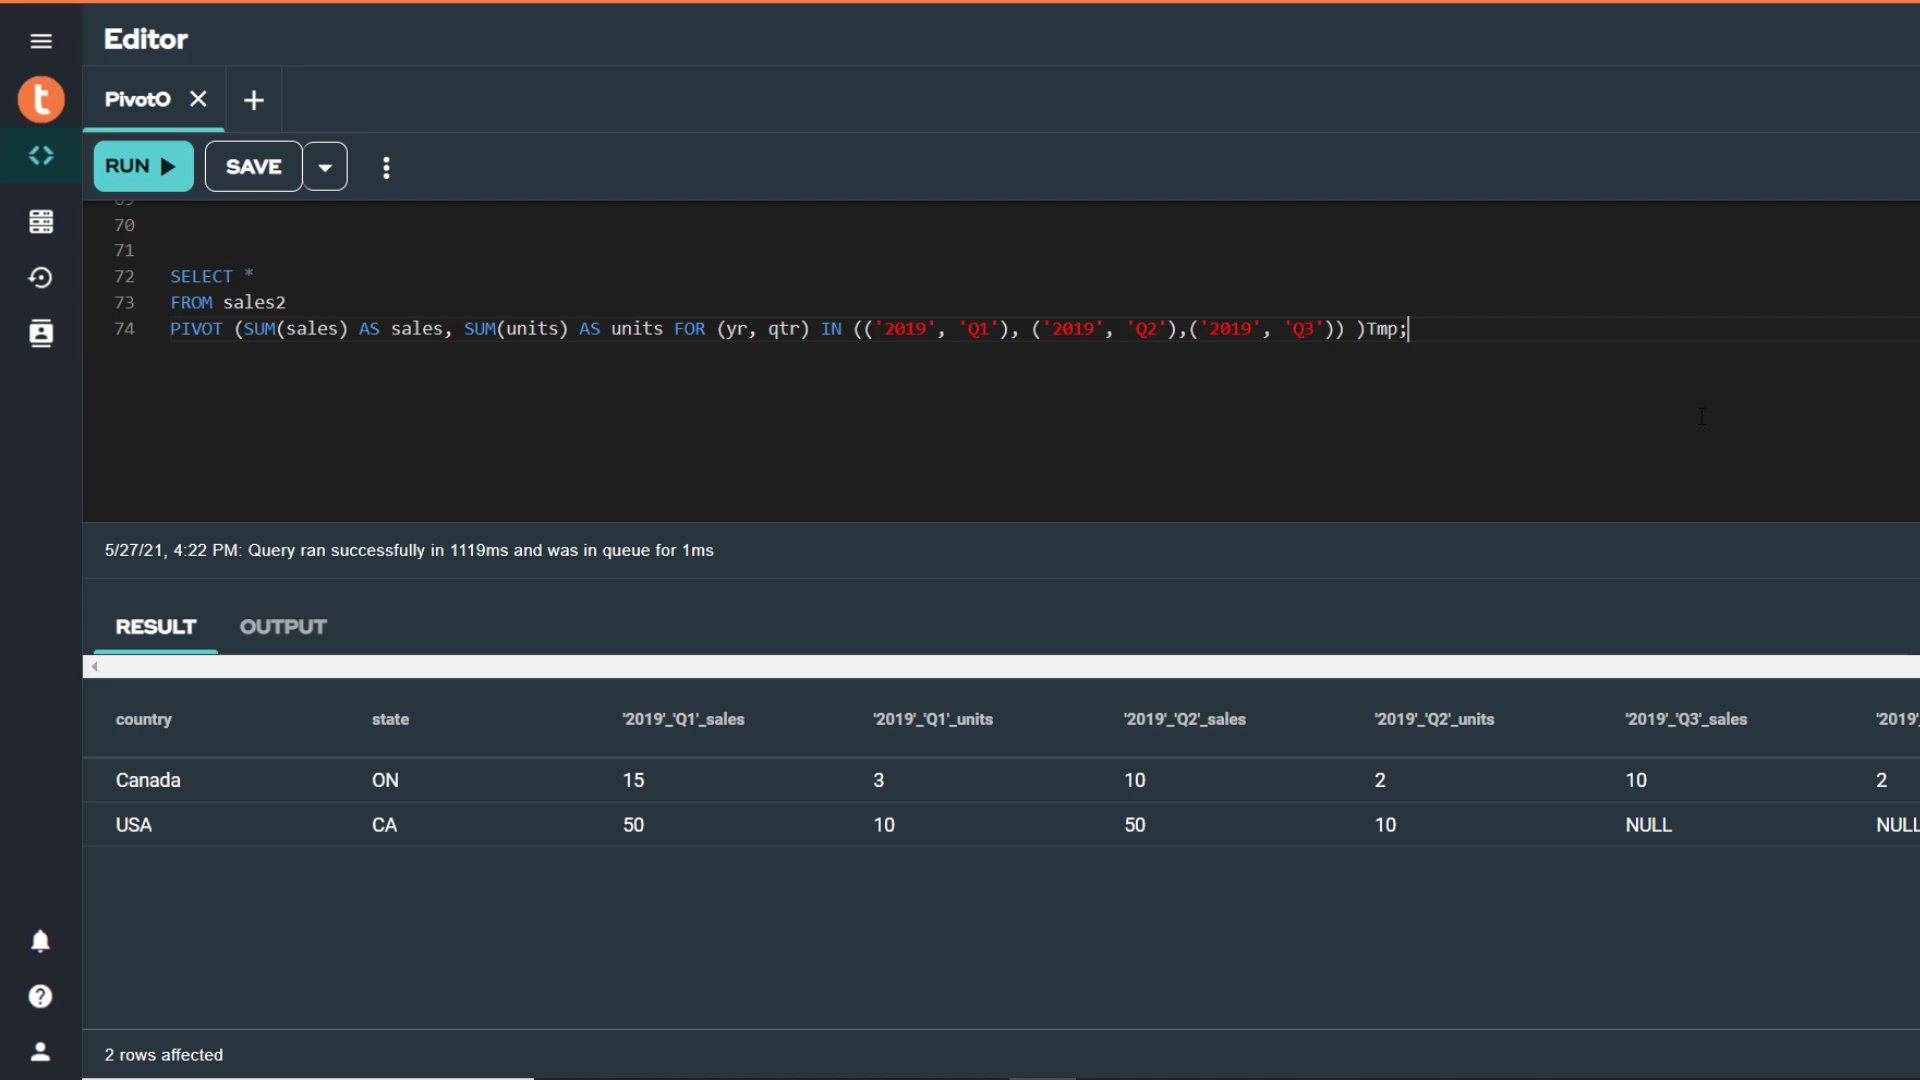 Editor
t
PivotO
RUN
SAVE
70
71
72 SELECT *
73 FROM sales2
74 PIVOT (SUM(sales) AS sales, SUM(units) AS units FOR (yr, qtr) IN (('2019', 'Q1'), ('2019', 'Q2'),('2019', 'Q3')) )Tmp;
5/27/21, 4:22 PM: Query ran successfully in 1119ms and was in queue for 1ms
RESULT OUTPUT
country state '2019'_'Q1'_sales '2019'_'Q1'_units '2019'_'Q2'_sales '2019'_'Q2'_units '2019'_'Q3'_sales '2019'_
Canada ON 15 3 10 2 10 2
USA CA 50 10 50 10 NULL NULL
2 rows affected